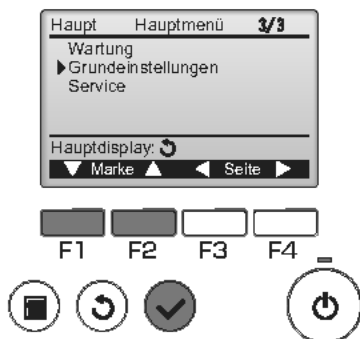 Haupt Hauptmenü 3/3
Wartung
Grundeinstellungen
Service
Hauptdisplay:
Marke Seite
F1 F2 F3 F4